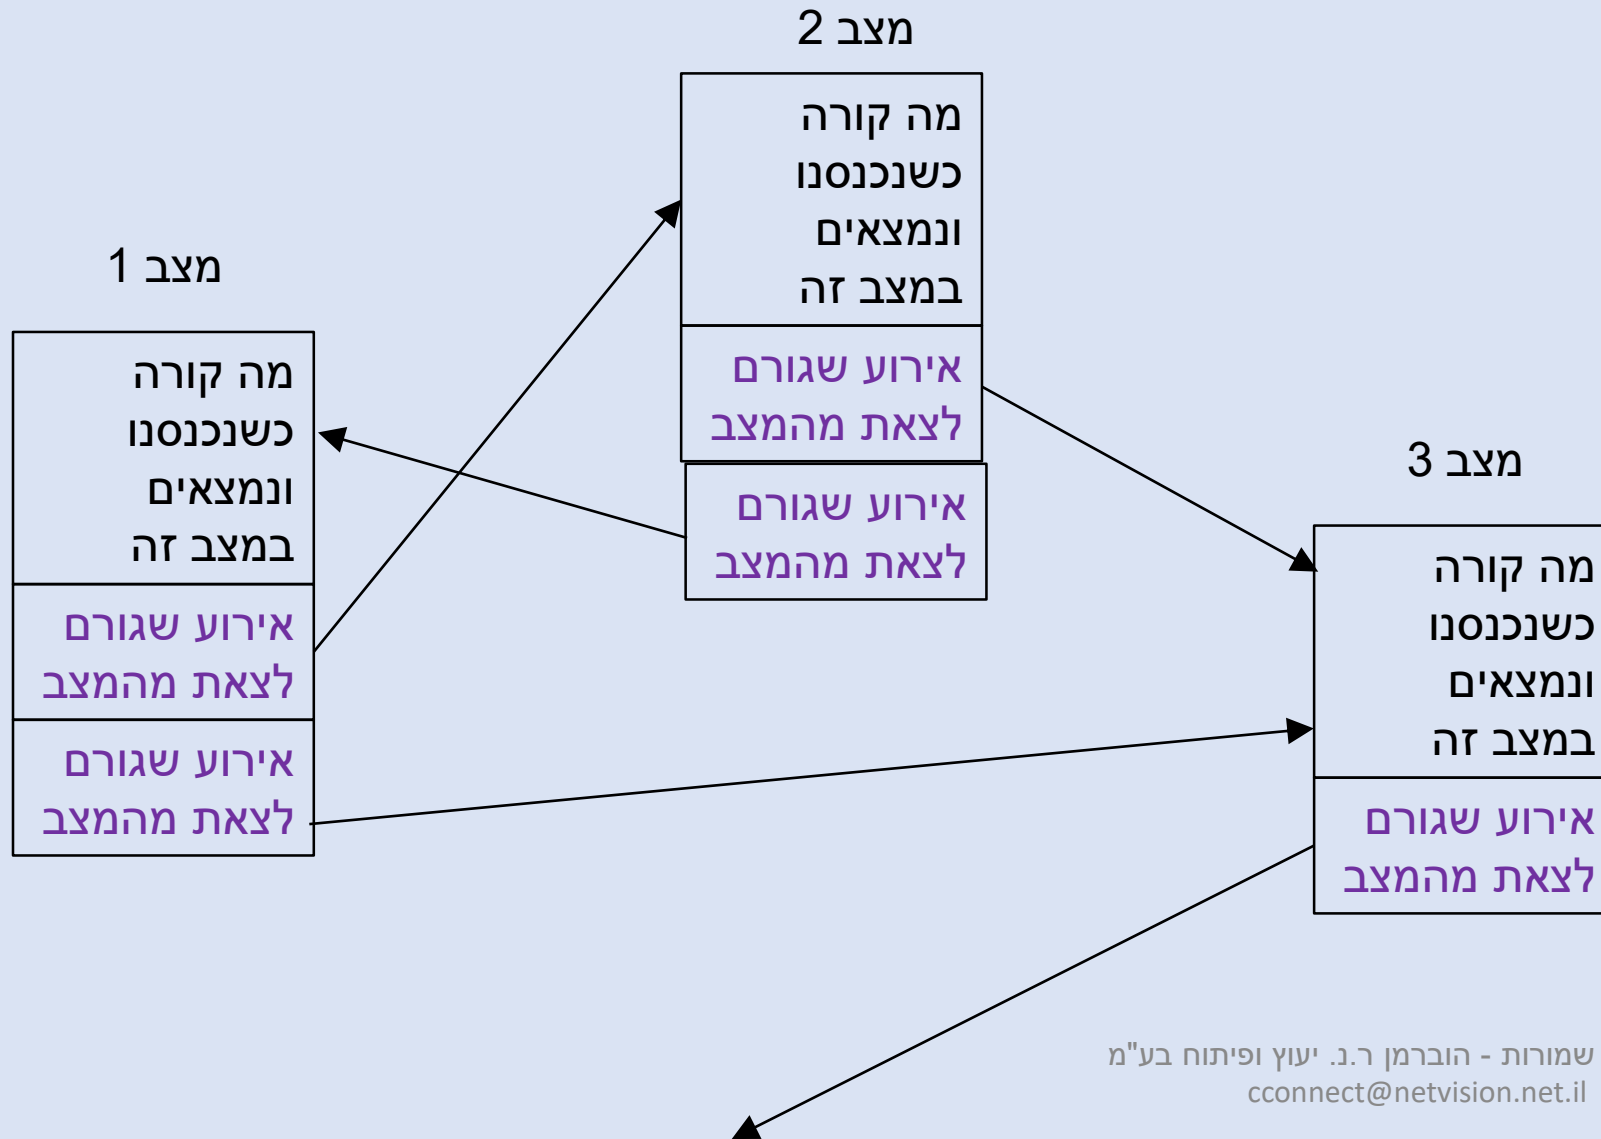 מצב 2
מה קורה
כשנכנסנו
ונמצאים
במצב זה
אירוע שגורם
לצאת מהמצב
אירוע שגורם
לצאת מהמצב
מצב 1
מה קורה
כשנכנסנו
ונמצאים
במצב זה
אירוע שגורם
לצאת מהמצב
אירוע שגורם
לצאת מהמצב
מצב 3
מה קורה
כשנכנסנו
ונמצאים
במצב זה
אירוע שגורם
לצאת מהמצב
שמורות - הוברמן ר.נ. יעוץ ופיתוח בע"מ
cconnect@netvision.net.il